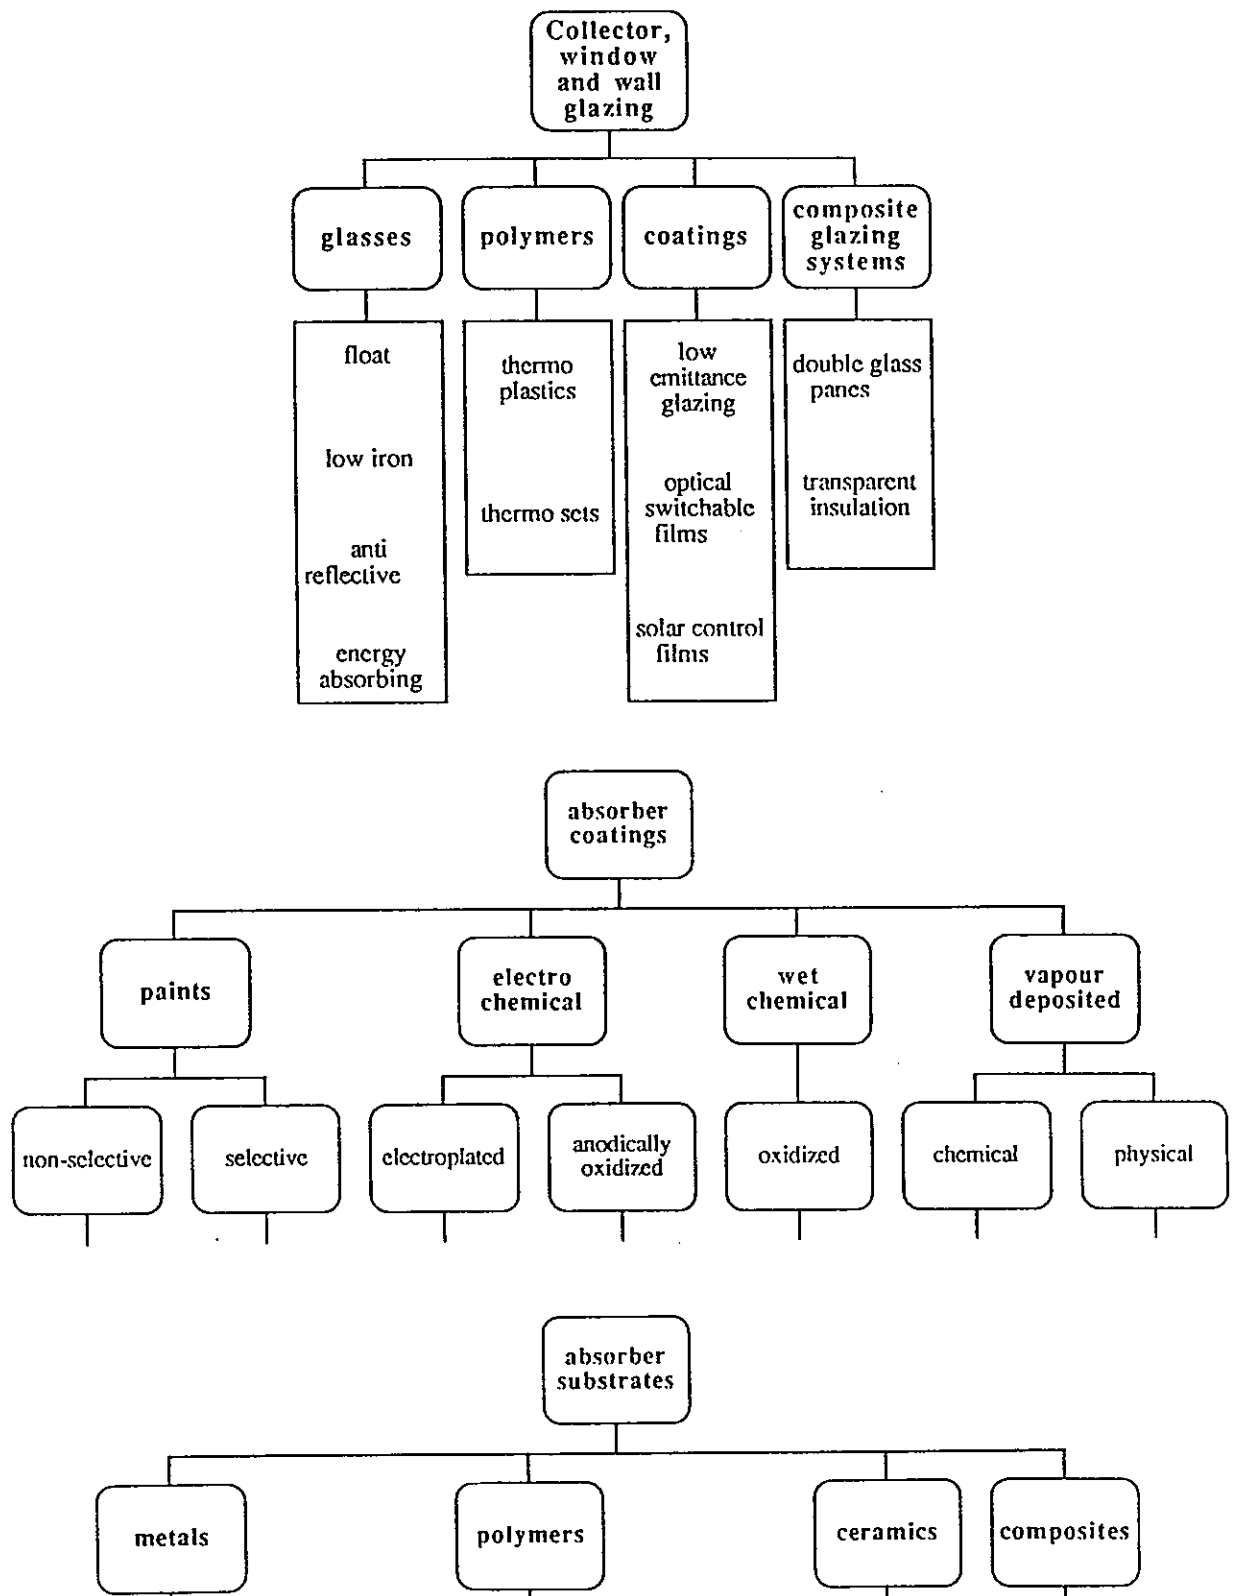 Collector,
window
and wall
glazing
glasses
polymers
coatings
composite
glazing
systems
float
low iron
anti
reflective
energy
absorbing
thermo
plastics
thermo sets
low
emittance
glazing
optical
switchable
films
solar control
films
double glass
panes
transparent
insulation
absorber
coatings
paints
electro
chemical
wet
chemical
vapour
deposited
non-selective
selective
electroplated
anodically
oxidized
oxidized
chemical
physical
absorber
substrates
metals
polymers
ceramics
composites